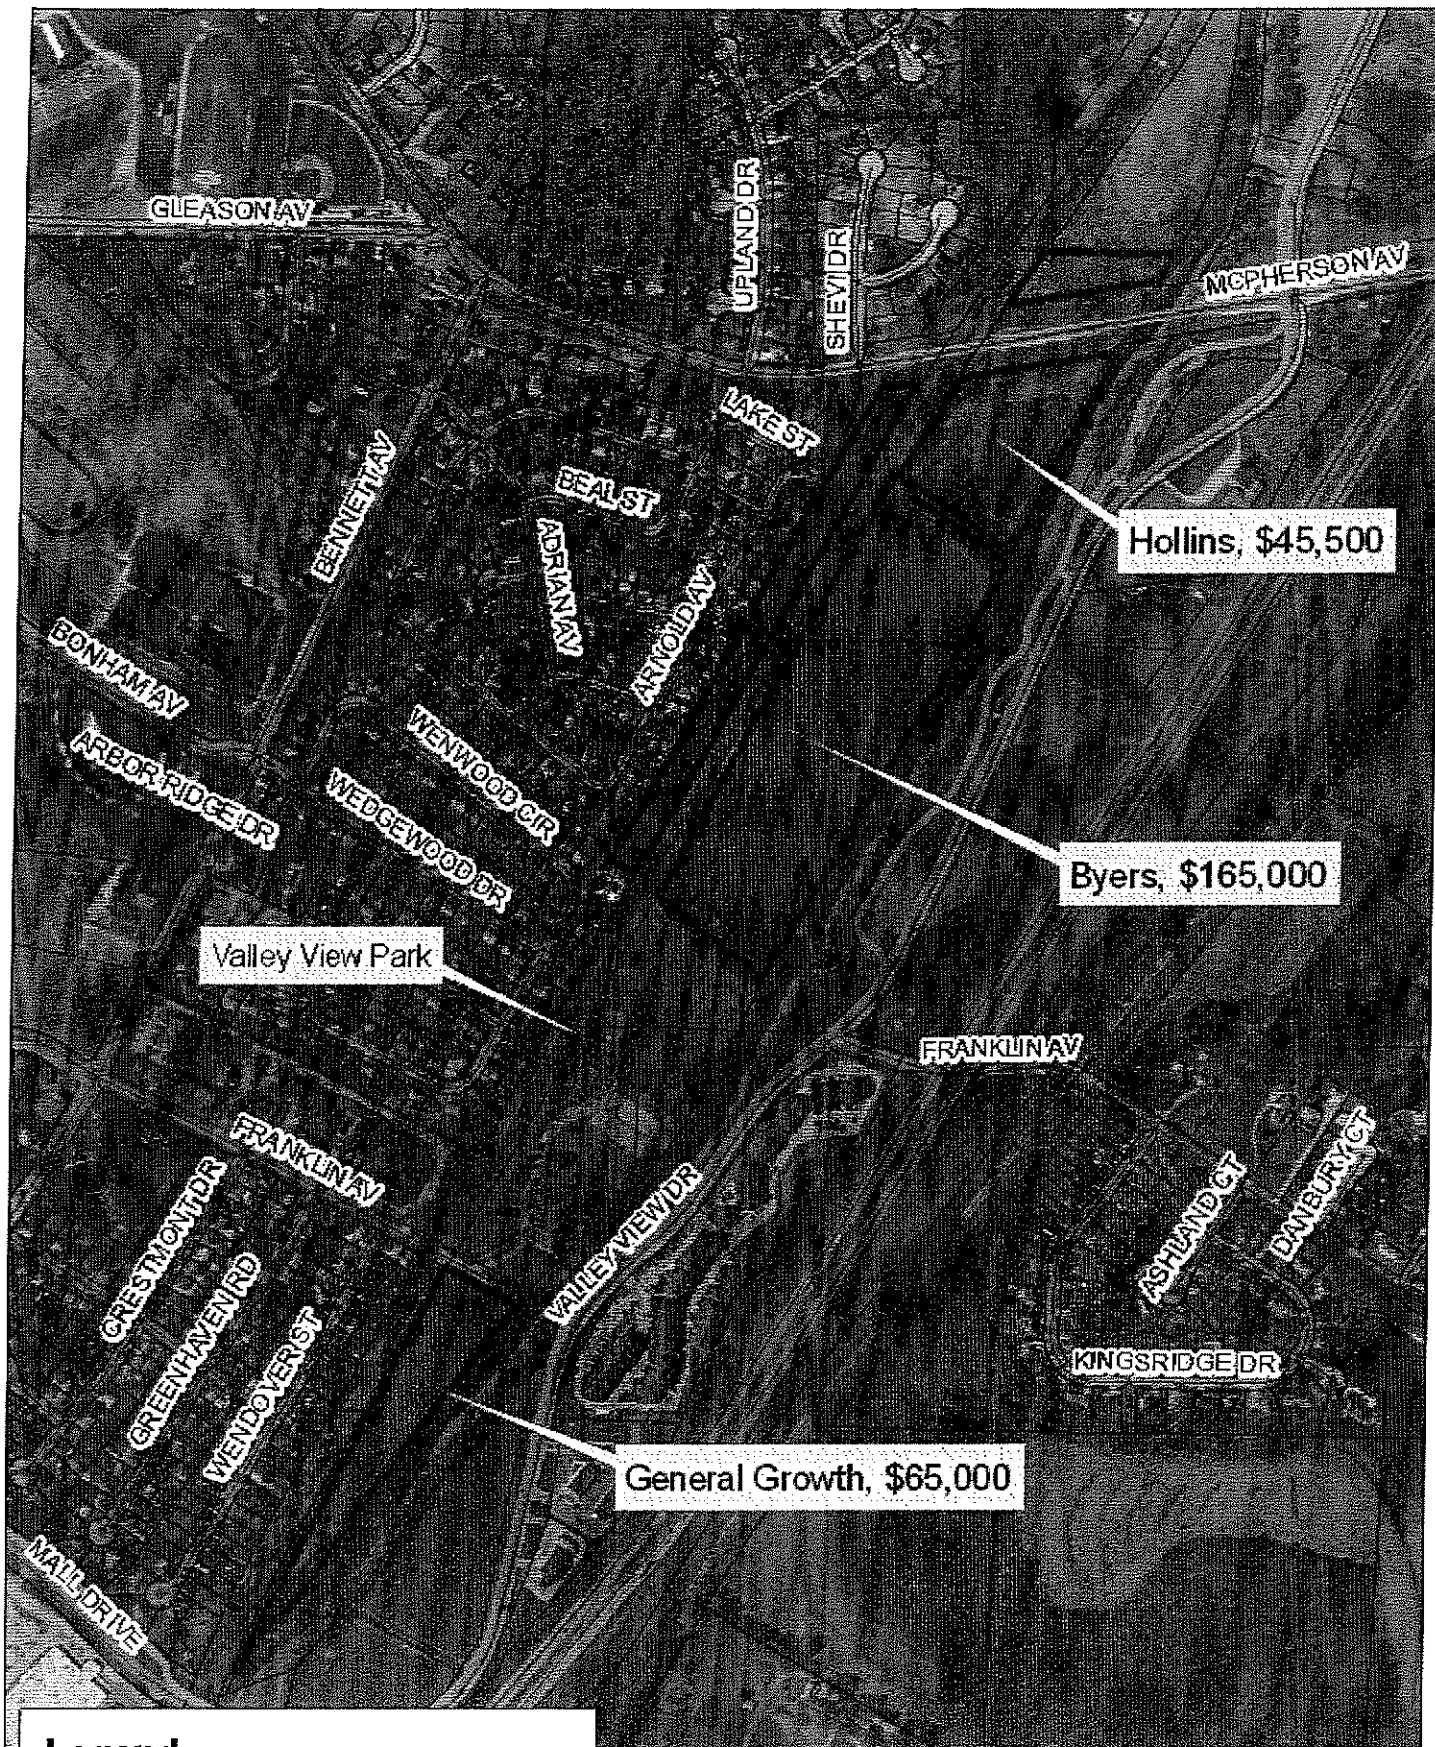 GLEASON AV
UPLAND DR
SHEVI DR
MCPHERSON AV
LAKE ST
BENNETT AV
BEAL ST
ADRIAN AV
ARNOLD AV
Hollins, $45,500
BONHAM AV
ARBOR RIDGE DR
WENWOOD CIR
WEDGEWOOD DR
Byers, $165,000
Valley View Park
FRANKLIN AV
FRANKLIN AV
CRESTMONT DR
GREENHAVEN RD
WENDOVER ST
VALLEY VIEW DR
ASHLAND CT
DANBURY CT
KINGSRIDGE DR
General Growth, $65,000
MALL DRIVE
Legend